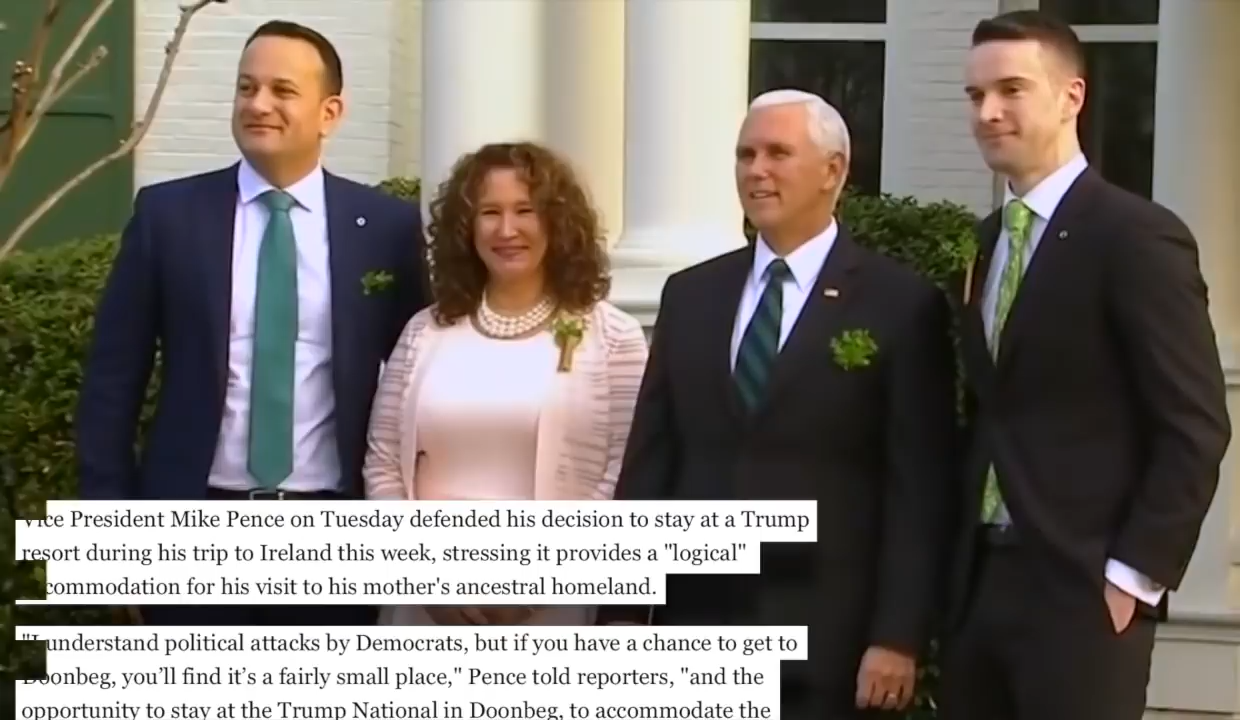 Vice President Mike Pence on Tuesday defended his decision to stay at a Trump
resort during his trip to Ireland this week, stressing it provides a "logical"
accommodation for his visit to his mother's ancestral homeland.
"I understand political attacks by Democrats, but if you have a chance to get to
Doonbeg, you’ll find it’s a fairly small place," Pence told reporters, "and the
opportunity to stay at the Trump National in Doonbeg, to accommodate the